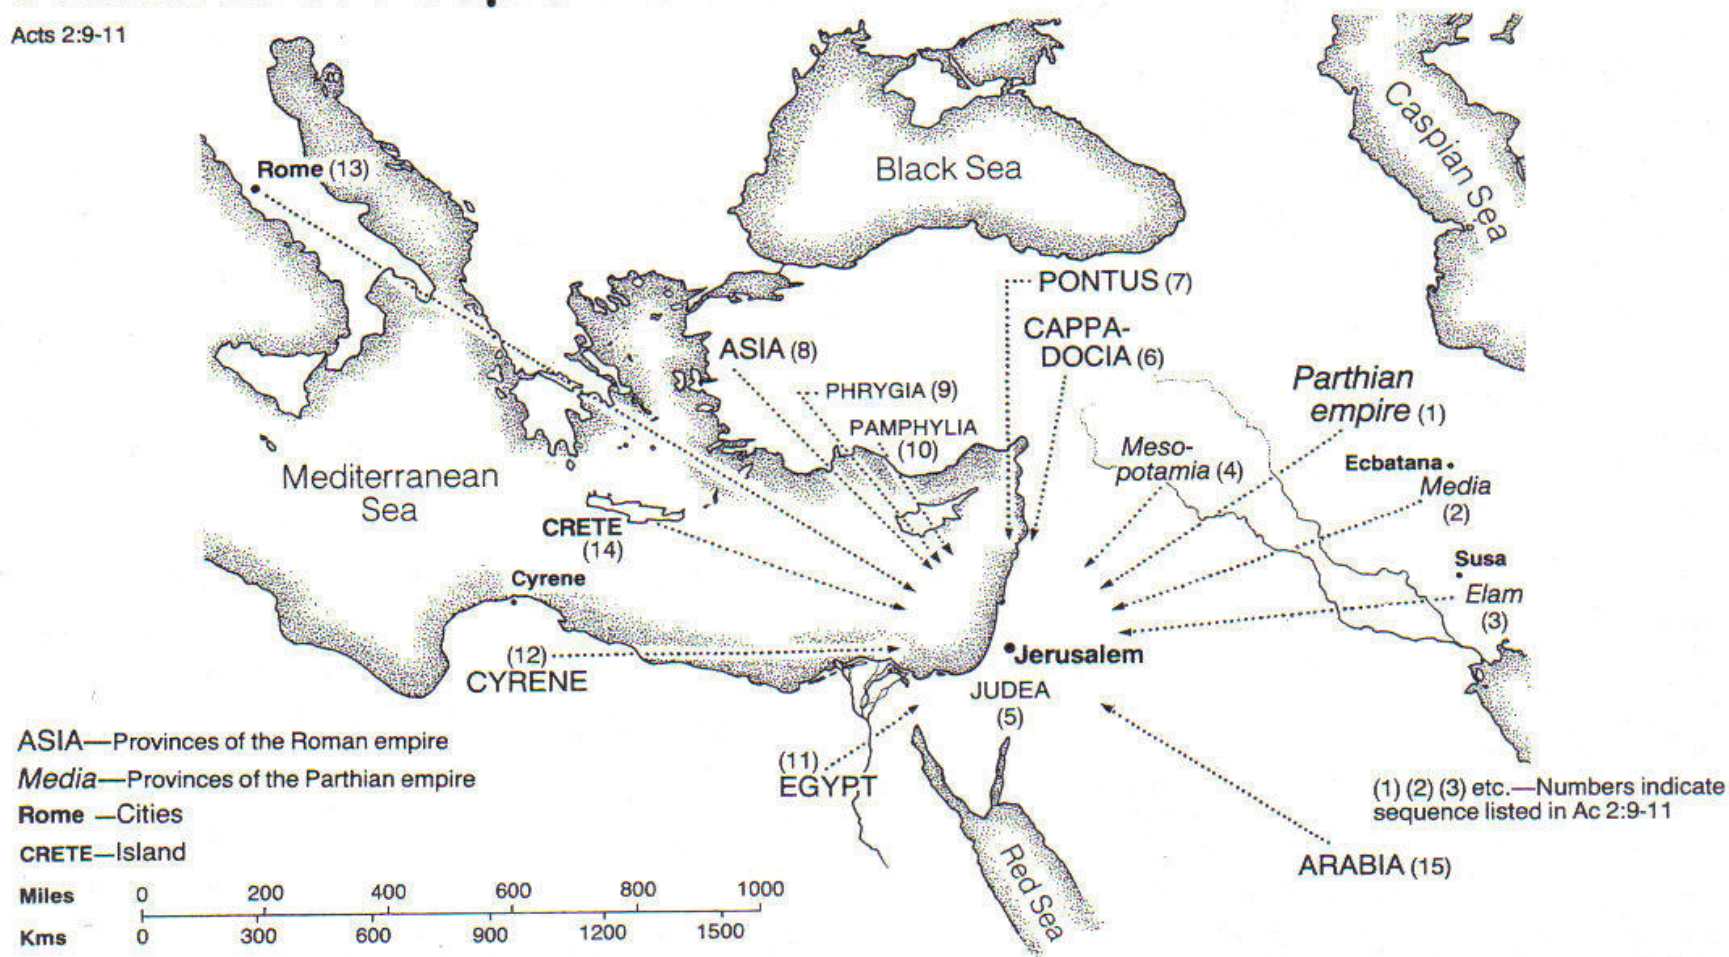 Acts 2:9-11
Rome (13)
Black Sea
Caspian Sea
PONTUS (7)
CAPPA-
DOCIA (6)
ASIA (8)
PHRYGIA (9)
PAMPHYLIA
(10)
Parthian
empire (1)
Meso-
potamia (4)
Ecbatana
Media
(2)
Mediterranean
Sea
CRETE
(14)
Susa
Elam
(3)
Cyrene
(12)
CYRENE
Jerusalem
JUDEA
(5)
(11)
EGYPT
Red Sea
ARABIA (15)
ASIA—Provinces of the Roman empire
Media—Provinces of the Parthian empire
Rome —Cities
CRETE—Island
(1) (2) (3) etc.—Numbers indicate
sequence listed in Ac 2:9-11
Miles 0 200 400 600 800 1000
Kms 0 300 600 900 1200 1500